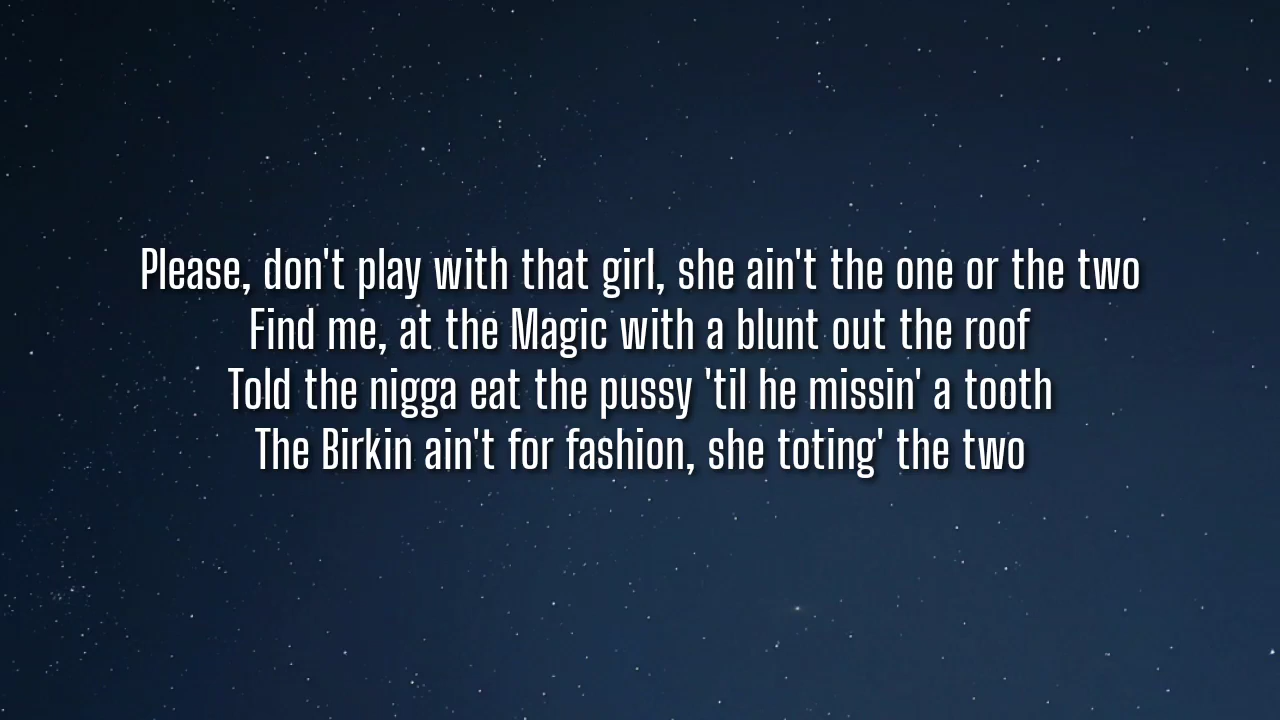 Please, don't play with that girl, she ain't the one or the two
Find me, at the Magic with a blunt out the roof
Told the nigga eat the pussy 'til he missin' a tooth
The Birkin ain't for fashion, she toting' the two